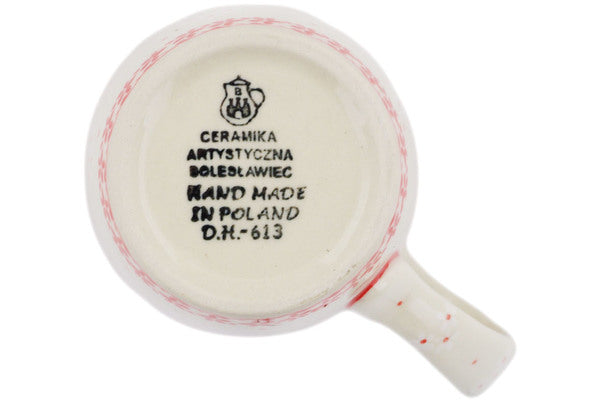 B
CERAMIKA
ARTYSTYCZNA
BOLESŁAWIEC
HAND MADE
IN POLAND
D.H.-613